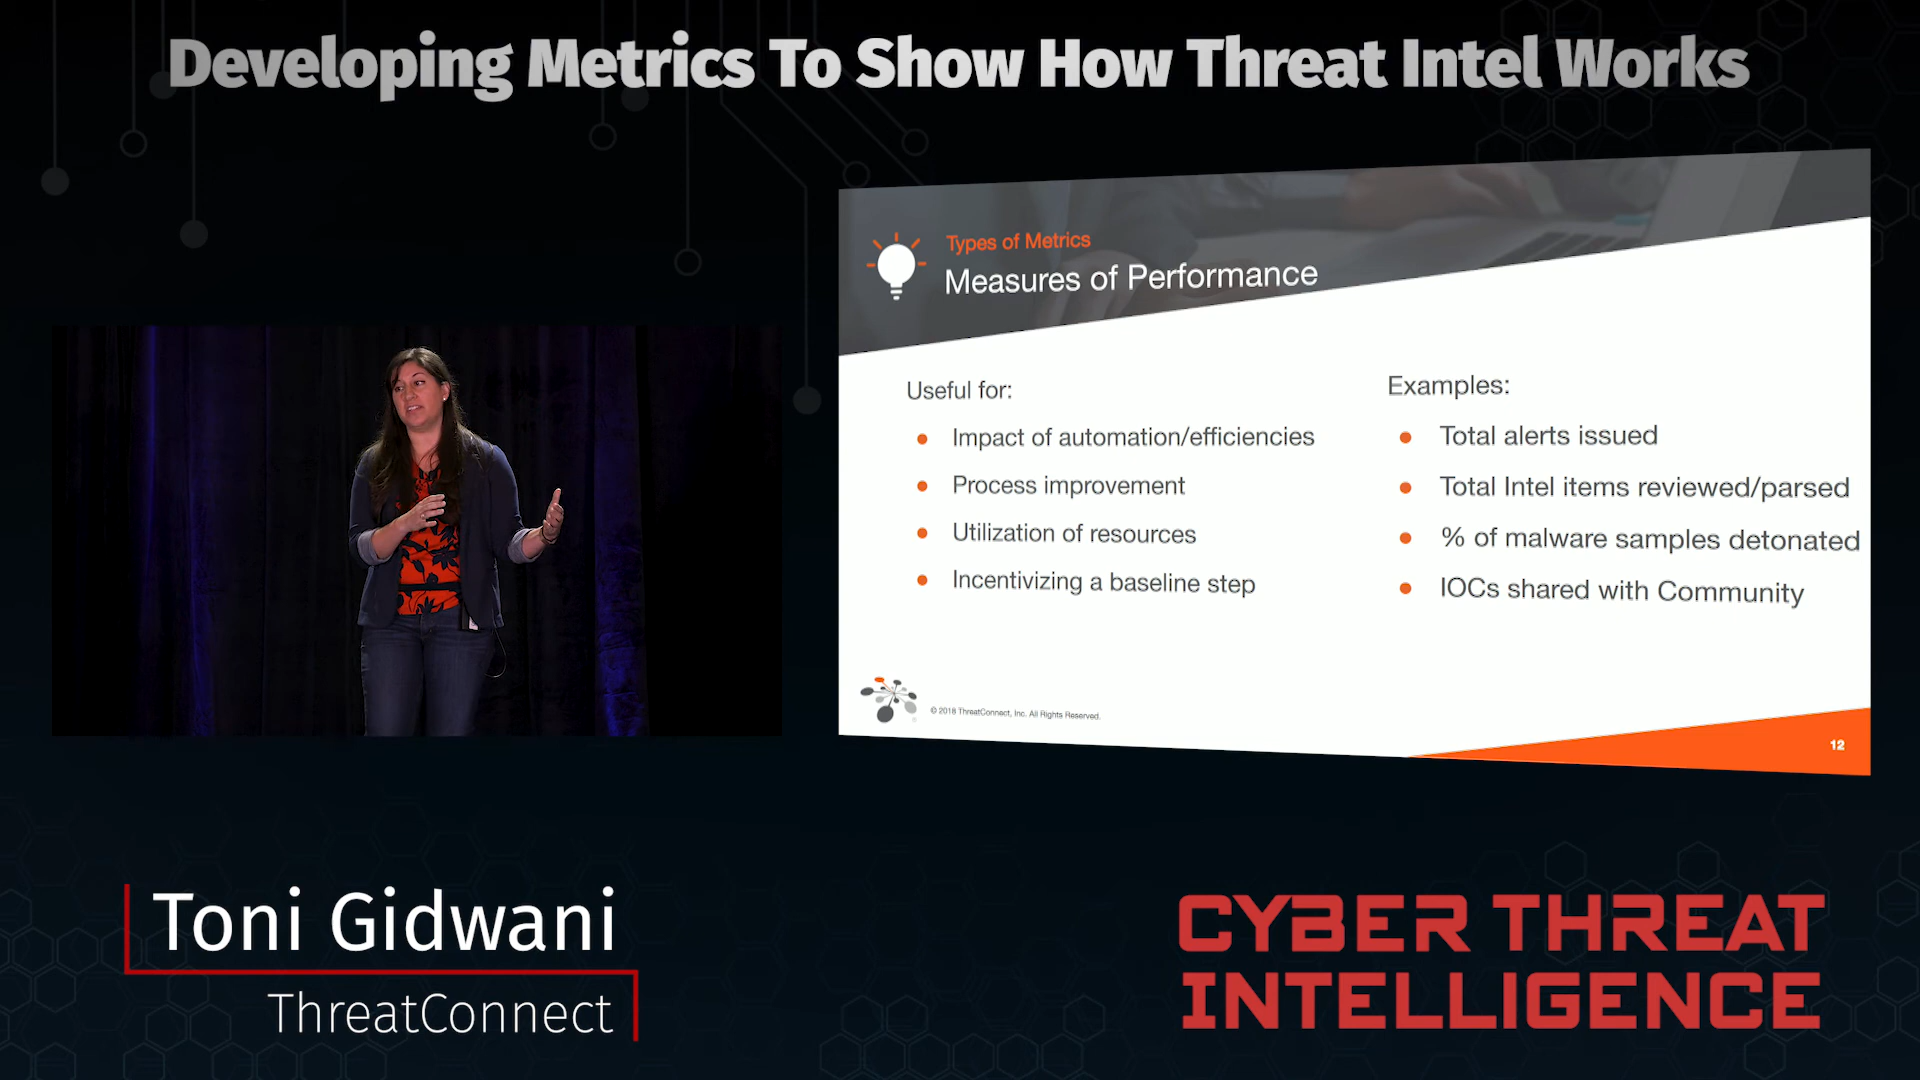 Developing Metrics To Show How Threat Intel Works
Types of Metrics
Measures of Performance
Useful for:
Impact of automation/efficiencies
Process improvement
Utilization of resources
Incentivizing a baseline step
Examples:
Total alerts issued
Total Intel items reviewed/parsed
% of malware samples detonated
IOCs shared with Community
© 2018 ThreatConnect, Inc. All Rights Reserved.
12
Toni Gidwani
ThreatConnect
CYBER THREAT
INTELLIGENCE